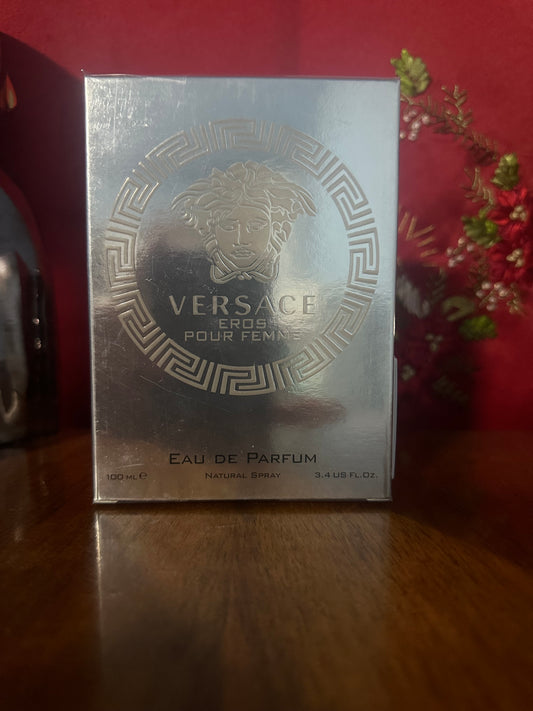 VERSACE
EROS
POUR FEMME
EAU DE PARFUM
100 ML ℮ NATURAL SPRAY 3.4 US FL.OZ.